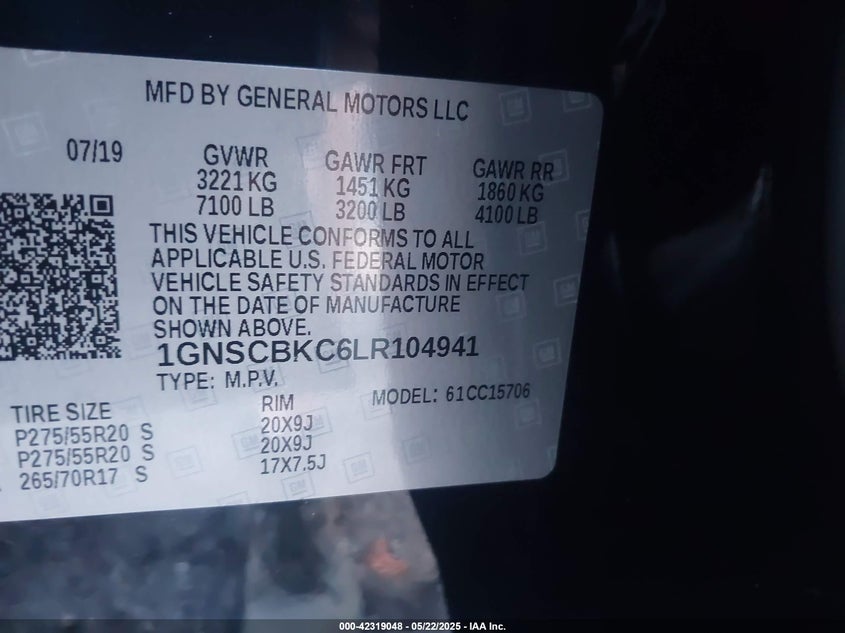 MFD BY GENERAL MOTORS LLC
07/19 GVWR GAWR FRT GAWR RR
3221 KG 1451 KG 1860 KG
7100 LB 3200 LB 4100 LB
THIS VEHICLE CONFORMS TO ALL
APPLICABLE U.S. FEDERAL MOTOR
VEHICLE SAFETY STANDARDS IN EFFECT
ON THE DATE OF MANUFACTURE
SHOWN ABOVE.
1GNSCBKC6LR104941
TYPE: M.P.V. MODEL: 61CC15706
TIRE SIZE RIM
P275/55R20 S 20X9J
P275/55R20 S 20X9J
265/70R17 S 17X7.5J
000-42319048 - 05/22/2025 - IAA Inc.